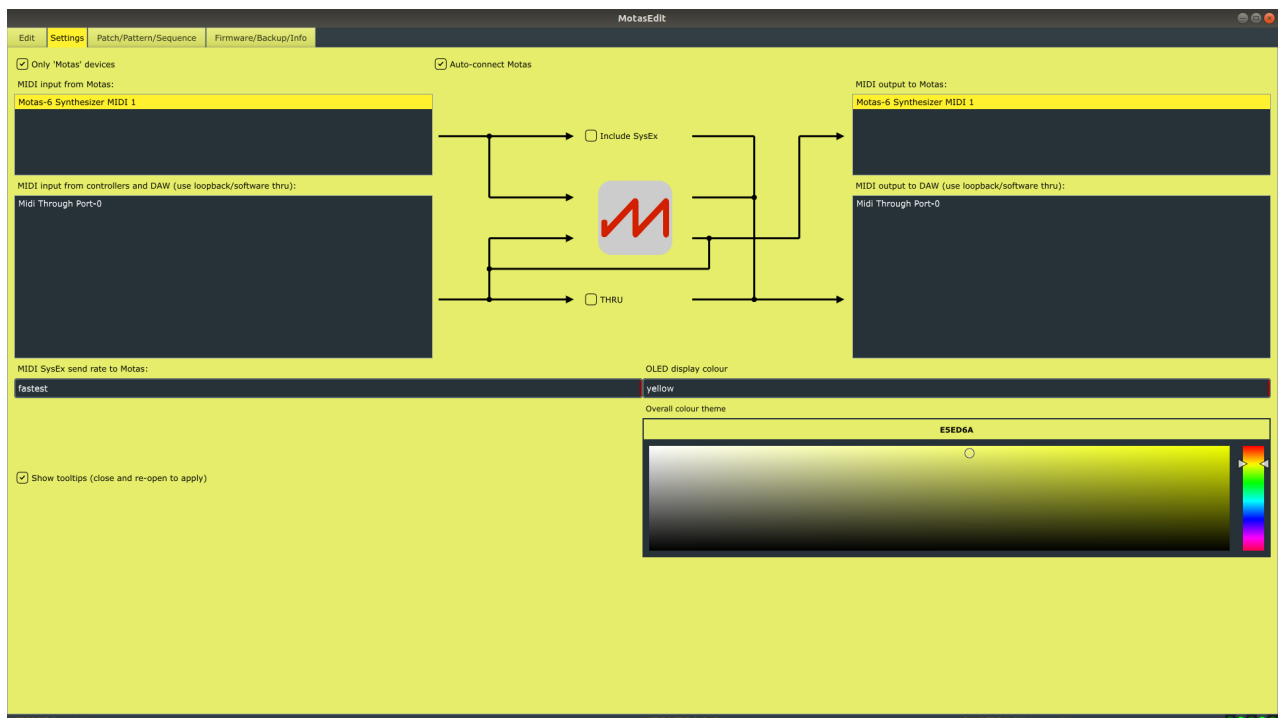 MotasEdit
Edit Settings Patch/Pattern/Sequence Firmware/Backup/Info
Only 'Motas' devices
Auto-connect Motas
MIDI input from Motas:
MIDI output to Motas:
Motas-6 Synthesizer MIDI 1
Motas-6 Synthesizer MIDI 1
Include SysEx
MIDI input from controllers and DAW (use loopback/software thru):
MIDI output to DAW (use loopback/software thru):
Midi Through Port-0
Midi Through Port-0
THRU
MIDI SysEx send rate to Motas:
OLED display colour
fastest
yellow
Overall colour theme
E5ED6A
Show tooltips (close and re-open to apply)